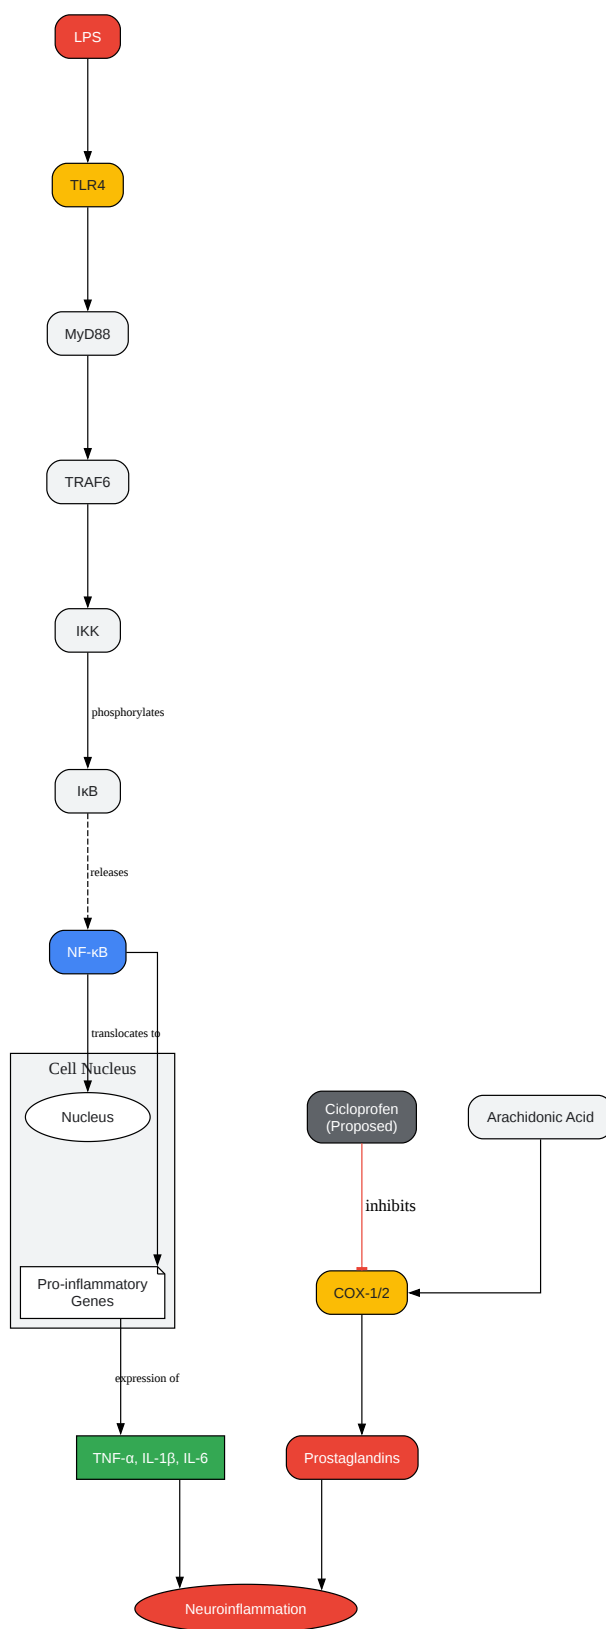 LPS
TLR4
MyD88
TRAF6
IKK
phosphorylates
IκB
releases
NF-κB
translocates to
Cell Nucleus
Nucleus
Cicloprofen
(Proposed)
Arachidonic Acid
inhibits
Pro-inflammatory
Genes
COX-1/2
expression of
TNF-α, IL-1β, IL-6
Prostaglandins
Neuroinflammation